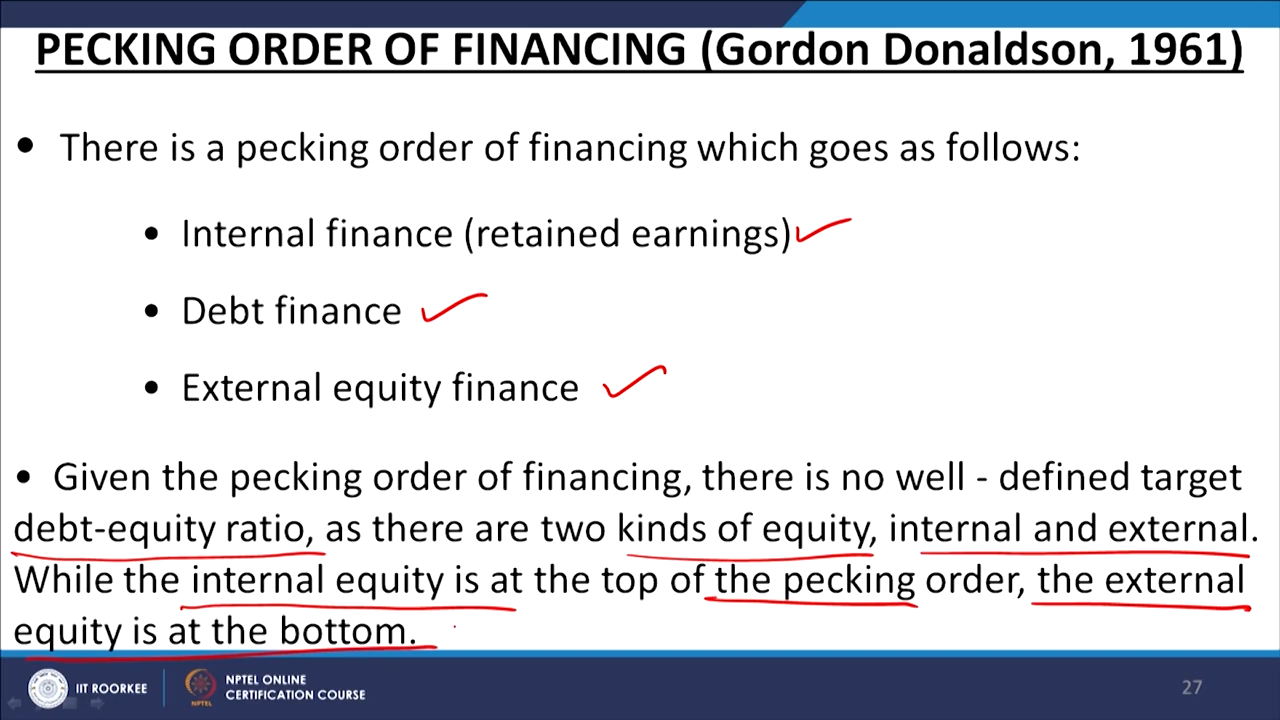 PECKING ORDER OF FINANCING (Gordon Donaldson, 1961)
• There is a pecking order of financing which goes as follows:
• Internal finance (retained earnings)
• Debt finance
• External equity finance
• Given the pecking order of financing, there is no well - defined target
debt-equity ratio, as there are two kinds of equity, internal and external.
While the internal equity is at the top of the pecking order, the external
equity is at the bottom.
IIT ROORKEE
NPTEL
NPTEL ONLINE
CERTIFICATION COURSE
27